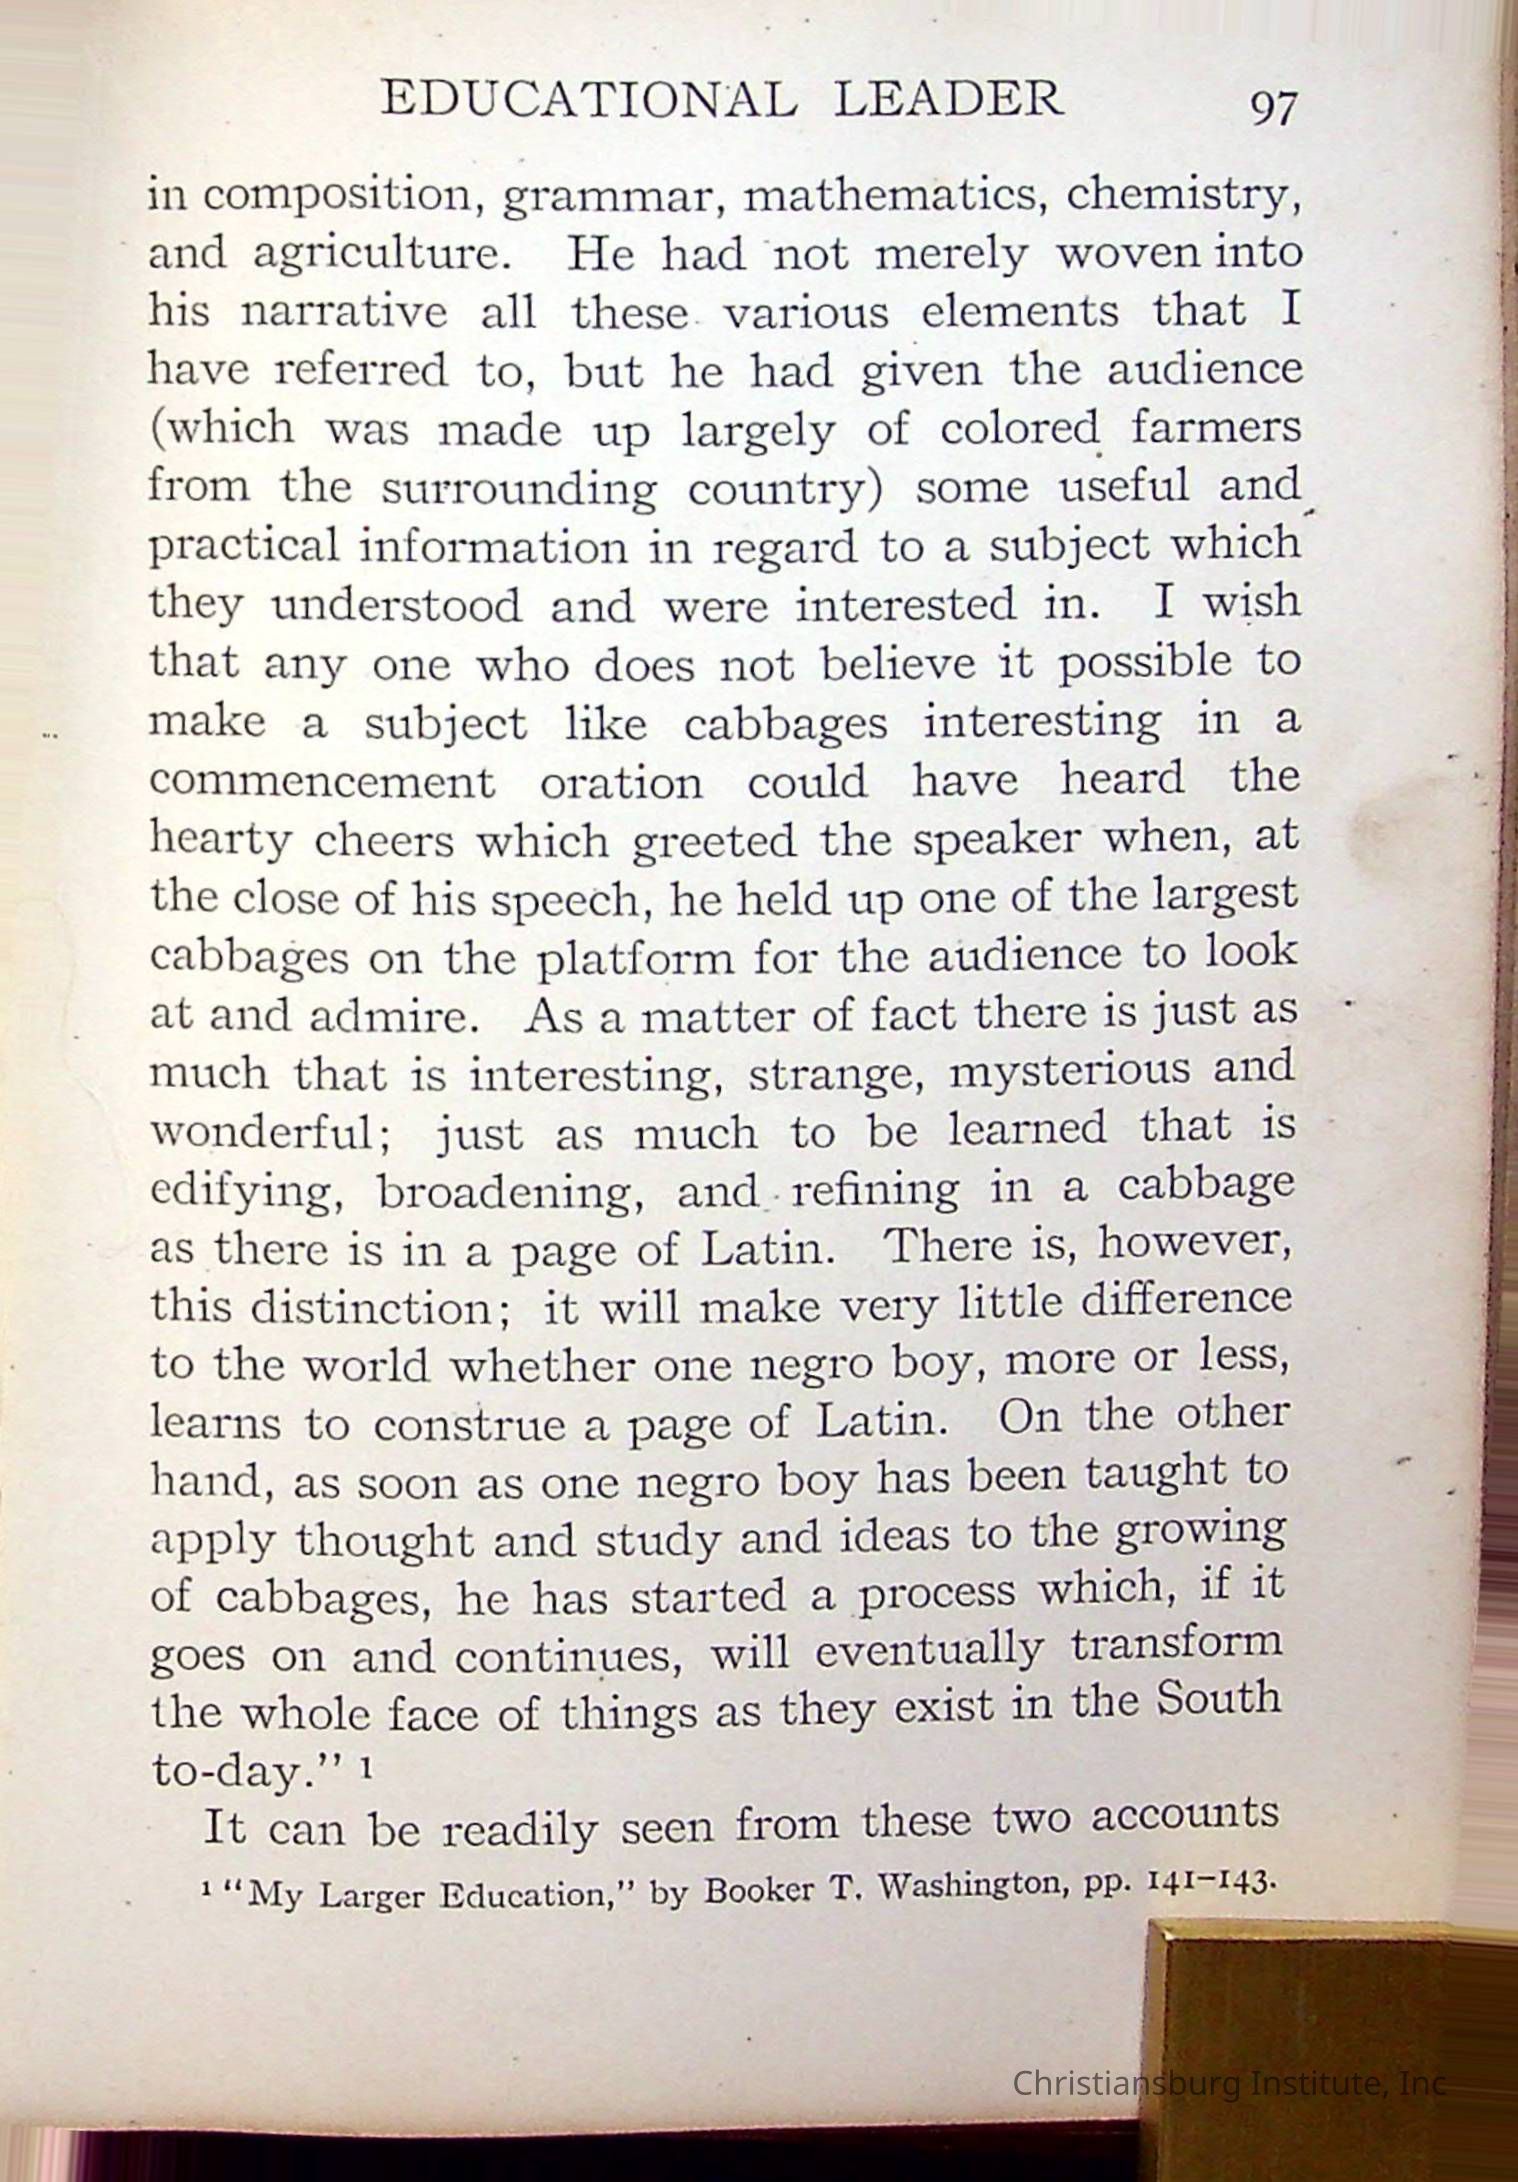 EDUCATIONAL LEADER 97
in composition, grammar, mathematics, chemistry,
and agriculture. He had not merely woven into
his narrative all these various elements that I
have referred to, but he had given the audience
(which was made up largely of colored farmers
from the surrounding country) some useful and
practical information in regard to a subject which
they understood and were interested in. I wish
that any one who does not believe it possible to
make a subject like cabbages interesting in a
commencement oration could have heard the
hearty cheers which greeted the speaker when, at
the close of his speech, he held up one of the largest
cabbages on the platform for the audience to look
at and admire. As a matter of fact there is just as
much that is interesting, strange, mysterious and
wonderful; just as much to be learned that is
edifying, broadening, and refining in a cabbage
as there is in a page of Latin. There is, however,
this distinction; it will make very little difference
to the world whether one negro boy, more or less,
learns to construe a page of Latin. On the other
hand, as soon as one negro boy has been taught to
apply thought and study and ideas to the growing
of cabbages, he has started a process which, if it
goes on and continues, will eventually transform
the whole face of things as they exist in the South
to-day." 1
It can be readily seen from these two accounts
1 "My Larger Education," by Booker T. Washington, pp. 141–143.
Christiansburg Institute, Inc